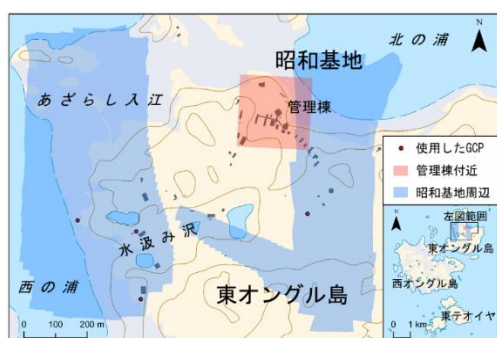 N
北の浦
昭和基地
あざらし入江
管理棟
使用したGCP
管理棟付近
昭和基地周辺
N
左図範囲
東オングル島
西オングル島
東テオイヤ
0 1 km
水汲み沢
西の浦
東オングル島
0 100 200 m